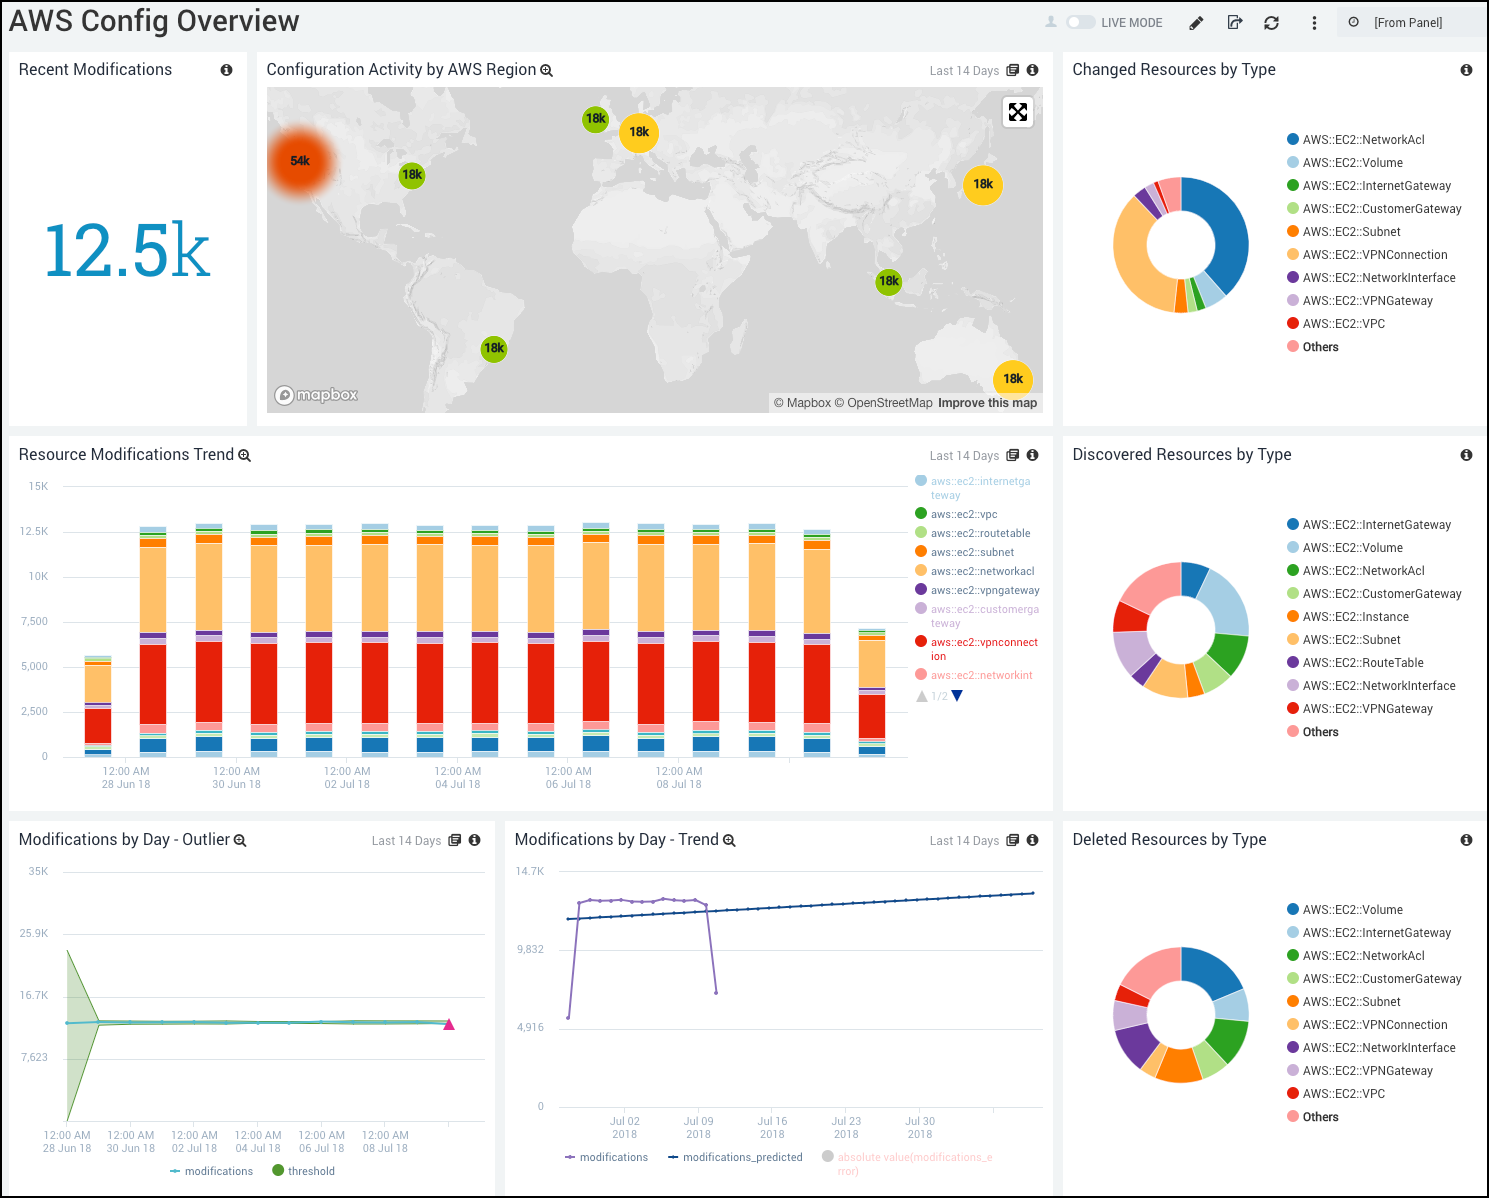 AWS Config Overview
LIVE MODE
[From Panel]
Recent Modifications
12.5k
Configuration Activity by AWS Region
Last 14 Days
54k
18k
18k
18k
18k
18k
18k
18k
mapbox
© Mapbox © OpenStreetMap Improve this map
Changed Resources by Type
AWS::EC2::NetworkAcl
AWS::EC2::Volume
AWS::EC2::InternetGateway
AWS::EC2::CustomerGateway
AWS::EC2::Subnet
AWS::EC2::VPNConnection
AWS::EC2::NetworkInterface
AWS::EC2::VPNGateway
AWS::EC2::VPC
Others
Resource Modifications Trend
Last 14 Days
15K
12.5K
10K
7,500
5,000
2,500
0
12:00 AM 12:00 AM 12:00 AM 12:00 AM 12:00 AM 12:00 AM
28 Jun 18 30 Jun 18 02 Jul 18 04 Jul 18 06 Jul 18 08 Jul 18
aws::ec2::internetga
teway
aws::ec2::vpc
aws::ec2::routetable
aws::ec2::subnet
aws::ec2::networkacl
aws::ec2::vpngateway
aws::ec2::customerga
teway
aws::ec2::vpnconnect
ion
aws::ec2::networkint
1/2
Discovered Resources by Type
AWS::EC2::InternetGateway
AWS::EC2::Volume
AWS::EC2::NetworkAcl
AWS::EC2::CustomerGateway
AWS::EC2::Instance
AWS::EC2::Subnet
AWS::EC2::RouteTable
AWS::EC2::NetworkInterface
AWS::EC2::VPNGateway
Others
Modifications by Day - Outlier
Last 14 Days
35K
25.9K
16.7K
7,623
12:00 AM 12:00 AM 12:00 AM 12:00 AM 12:00 AM 12:00 AM
28 Jun 18 30 Jun 18 02 Jul 18 04 Jul 18 06 Jul 18 08 Jul 18
modifications threshold
Modifications by Day - Trend
Last 14 Days
14.7K
9,832
4,916
0
Jul 02 Jul 09 Jul 16 Jul 23 Jul 30
2018 2018 2018 2018 2018
modifications modifications_predicted absolute value(modifications_e
rror)
Deleted Resources by Type
AWS::EC2::Volume
AWS::EC2::InternetGateway
AWS::EC2::NetworkAcl
AWS::EC2::CustomerGateway
AWS::EC2::Subnet
AWS::EC2::VPNConnection
AWS::EC2::NetworkInterface
AWS::EC2::VPNGateway
AWS::EC2::VPC
Others